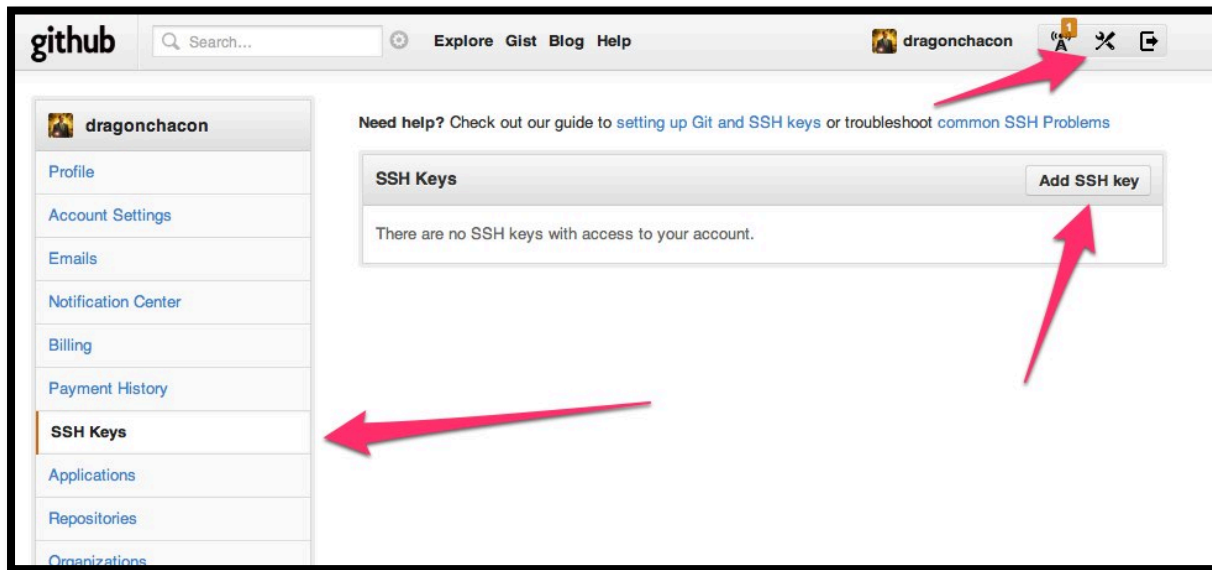 github Search... Explore Gist Blog Help dragonchacon 1
dragonchacon
Profile
Account Settings
Emails
Notification Center
Billing
Payment History
SSH Keys
Applications
Repositories
Organizations
Need help? Check out our guide to setting up Git and SSH keys or troubleshoot common SSH Problems
SSH Keys Add SSH key
There are no SSH keys with access to your account.